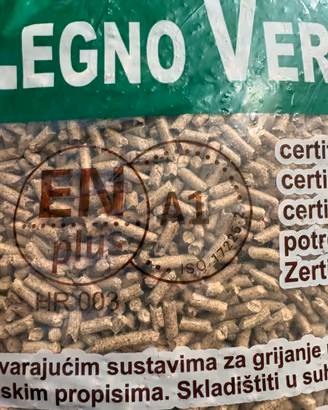 LEGNO VER
certi
certi
certi
potr
Zerti
EN
plus
A1
ISO 17225
HR 003
varajućim sustavima za grijanje
skim propisima. Skladištiti u suh